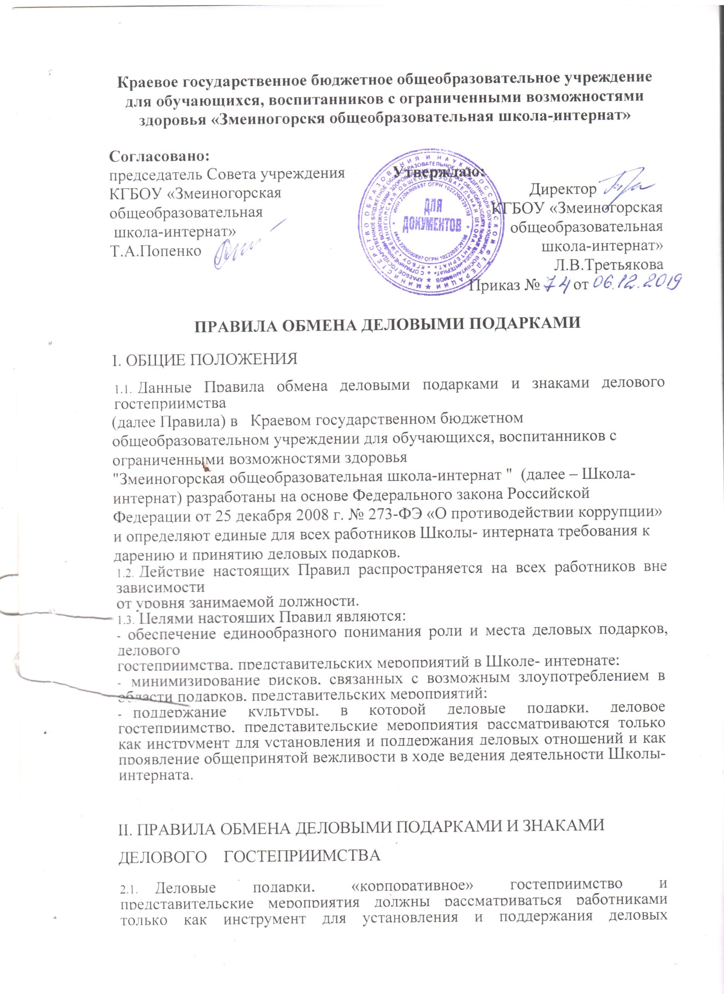 Краевое государственное бюджетное общеобразовательное учреждение
для обучающихся, воспитанников с ограниченными возможностями
здоровья «Змеиногорскя общеобразовательная школа-интернат»
Согласовано:
председатель Совета учреждения
КГБОУ «Змеиногорская
общеобразовательная
школа-интернат»
Т.А.Попенко
Утверждаю:
Директор
КГБОУ «Змеиногорская
общеобразовательная
школа-интернат»
Л.В.Третьякова
Приказ № 74 от 06.12.2019
ДЛЯ
ДОКУМЕНТОВ
ПРАВИЛА ОБМЕНА ДЕЛОВЫМИ ПОДАРКАМИ
I. ОБЩИЕ ПОЛОЖЕНИЯ
1.1. Данные Правила обмена деловыми подарками и знаками делового
гостеприимства
(далее Правила) в Краевом государственном бюджетном
общеобразовательном учреждении для обучающихся, воспитанников с
ограниченными возможностями здоровья
"Змеиногорская общеобразовательная школа-интернат " (далее – Школа-
интернат) разработаны на основе Федерального закона Российской
Федерации от 25 декабря 2008 г. № 273-ФЭ «О противодействии коррупции»
и определяют единые для всех работников Школы- интерната требования к
дарению и принятию деловых подарков.
1.2. Действие настоящих Правил распространяется на всех работников вне
зависимости
от уровня занимаемой должности.
1.3. Целями настоящих Правил являются:
- обеспечение единообразного понимания роли и места деловых подарков,
делового
гостеприимства, представительских мероприятий в Школе- интернате;
- минимизирование рисков, связанных с возможным злоупотреблением в
области подарков, представительских мероприятий;
- поддержание культуры, в которой деловые подарки, деловое
гостеприимство, представительские мероприятия рассматриваются только
как инструмент для установления и поддержания деловых отношений и как
проявление общепринятой вежливости в ходе ведения деятельности Школы-
интерната.
II. ПРАВИЛА ОБМЕНА ДЕЛОВЫМИ ПОДАРКАМИ И ЗНАКАМИ
ДЕЛОВОГО ГОСТЕПРИИМСТВА
2.1. Деловые подарки, «корпоративное» гостеприимство и
представительские мероприятия должны рассматриваться работниками
только как инструмент для установления и поддержания деловых